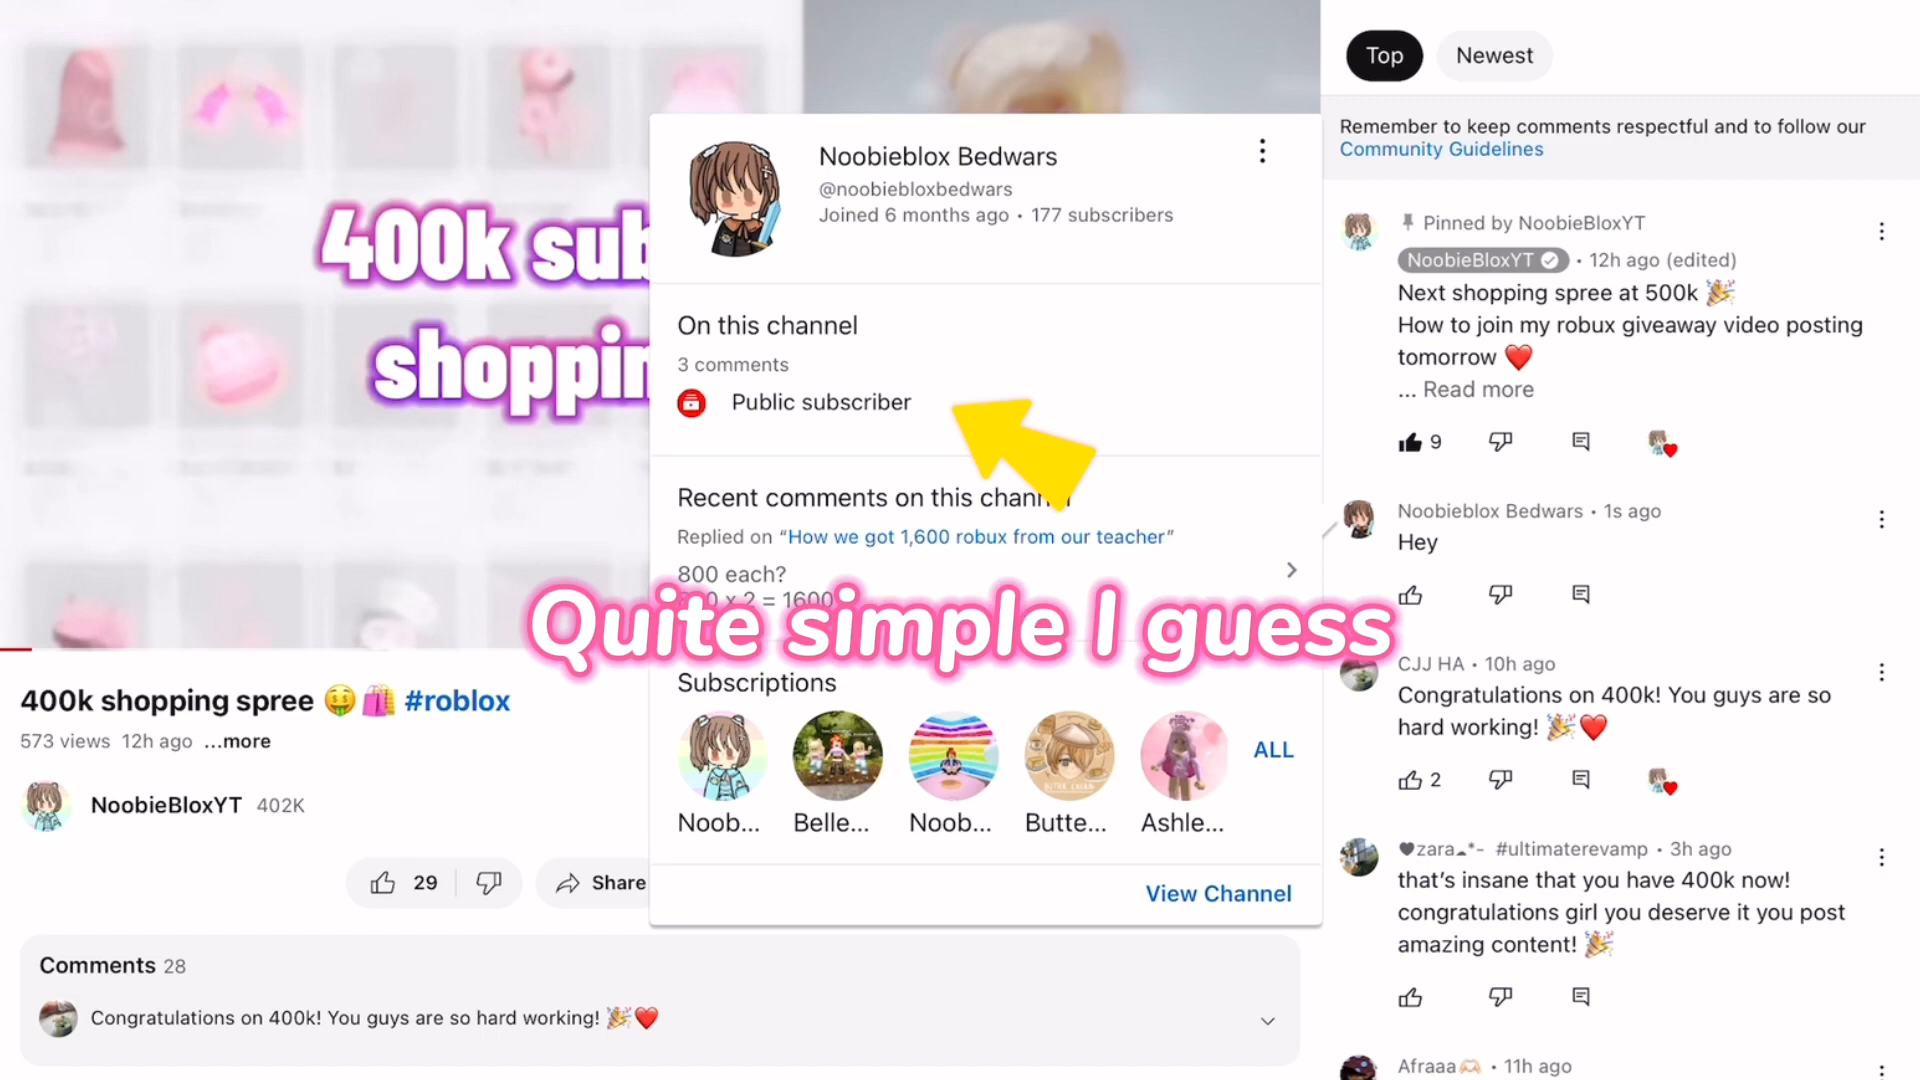 400k sub
shoppin
400k shopping spree 🤑🛍️ #roblox
573 views 12h ago ...more
NoobieBloxYT 402K
29
Share
Comments 28
Congratulations on 400k! You guys are so hard working! 🎉❤️
Noobieblox Bedwars
@noobiebloxbedwars
Joined 6 months ago • 177 subscribers
On this channel
3 comments
Public subscriber
Recent comments on this channel
Replied on “How we got 1,600 robux from our teacher”
800 each?
x 2 = 1600
Quite simple I guess
Subscriptions
Noob... Belle... Noob... Butte... Ashle...
ALL
View Channel
Top Newest
Remember to keep comments respectful and to follow our
Community Guidelines
Pinned by NoobieBloxYT
NoobieBloxYT • 12h ago (edited)
Next shopping spree at 500k 🎉
How to join my robux giveaway video posting
tomorrow ❤️
... Read more
9
Noobieblox Bedwars • 1s ago
Hey
CJJ HA • 10h ago
Congratulations on 400k! You guys are so
hard working! 🎉❤️
2
🖤zara☁*- #ultimaterevamp • 3h ago
that’s insane that you have 400k now!
congratulations girl you deserve it you post
amazing content! 🎉
Afraaa🫶🏻 • 11h ago